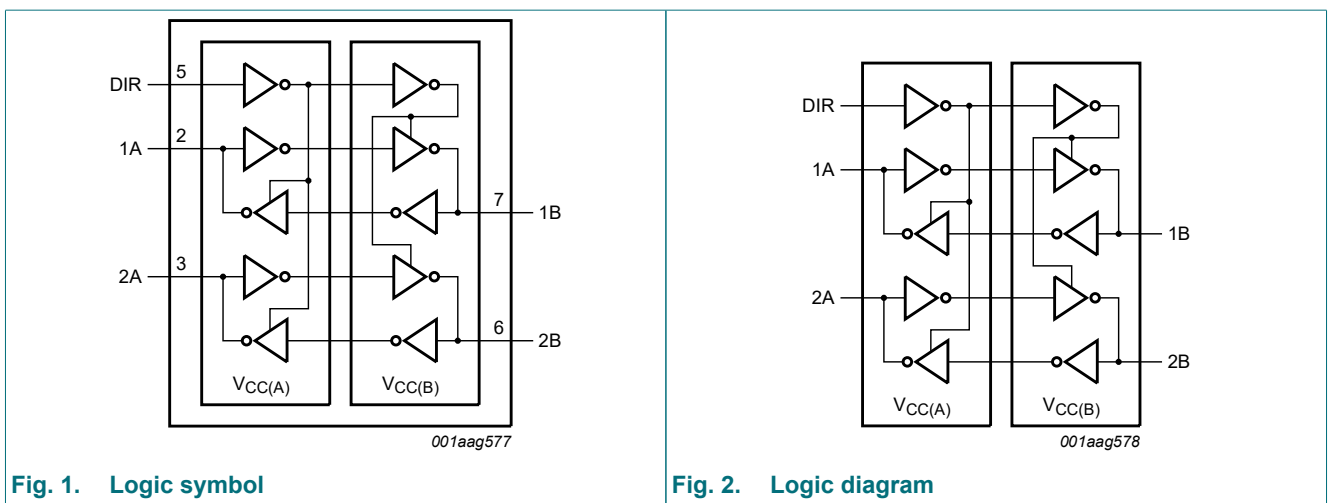 DIR
5
1A
2
7
1B
2A
3
6
2B
VCC(A)
VCC(B)
001aag577
Fig. 1. Logic symbol
DIR
1A
1B
2A
2B
VCC(A)
VCC(B)
001aag578
Fig. 2. Logic diagram